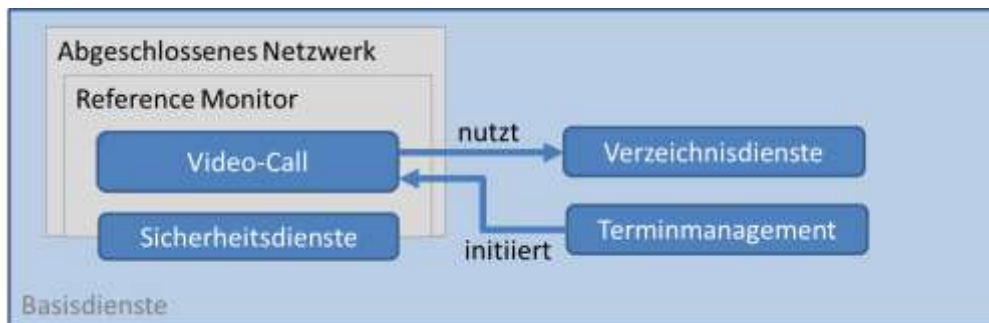 Abgeschlossenes Netzwerk
Reference Monitor
nutzt
Video-Call
Verzeichnisdienste
Sicherheitsdienste
initiiert
Terminmanagement
Basisdienste